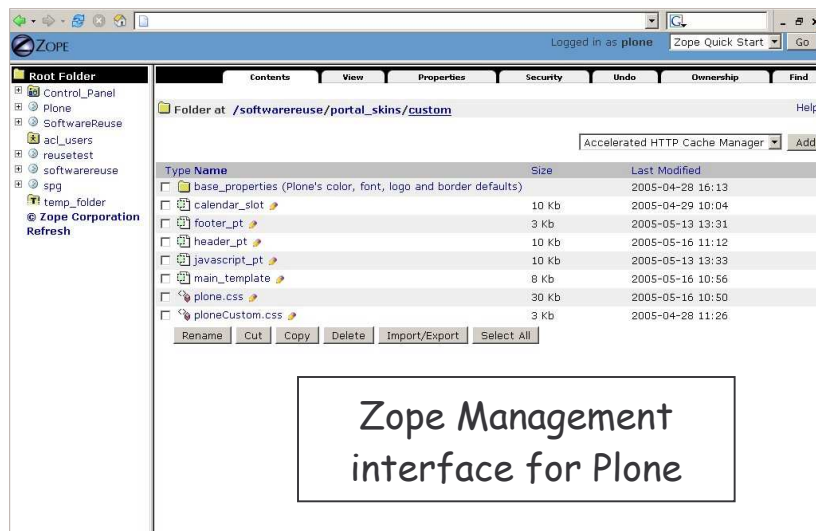 G.
ZOPE
Logged in as plone Zope Quick Start Go
Root Folder
Control_Panel
Plone
SoftwareReuse
acl_users
reusetest
softwarereuse
spg
temp_folder
© Zope Corporation
Refresh
Contents View Properties Security Undo Ownership Find
Folder at /softwarereuse/portal_skins/custom Help
Accelerated HTTP Cache Manager Add
Type Name Size Last Modified
base_properties (Plone's color, font, logo and border defaults) 2005-04-28 16:13
calendar_slot 10 Kb 2005-04-29 10:04
footer_pt 3 Kb 2005-05-13 13:31
header_pt 10 Kb 2005-05-16 11:12
javascript_pt 10 Kb 2005-05-13 13:33
main_template 8 Kb 2005-05-16 10:56
plone.css 30 Kb 2005-05-16 10:50
ploneCustom.css 3 Kb 2005-04-28 11:26
Rename Cut Copy Delete Import/Export Select All
Zope Management
interface for Plone